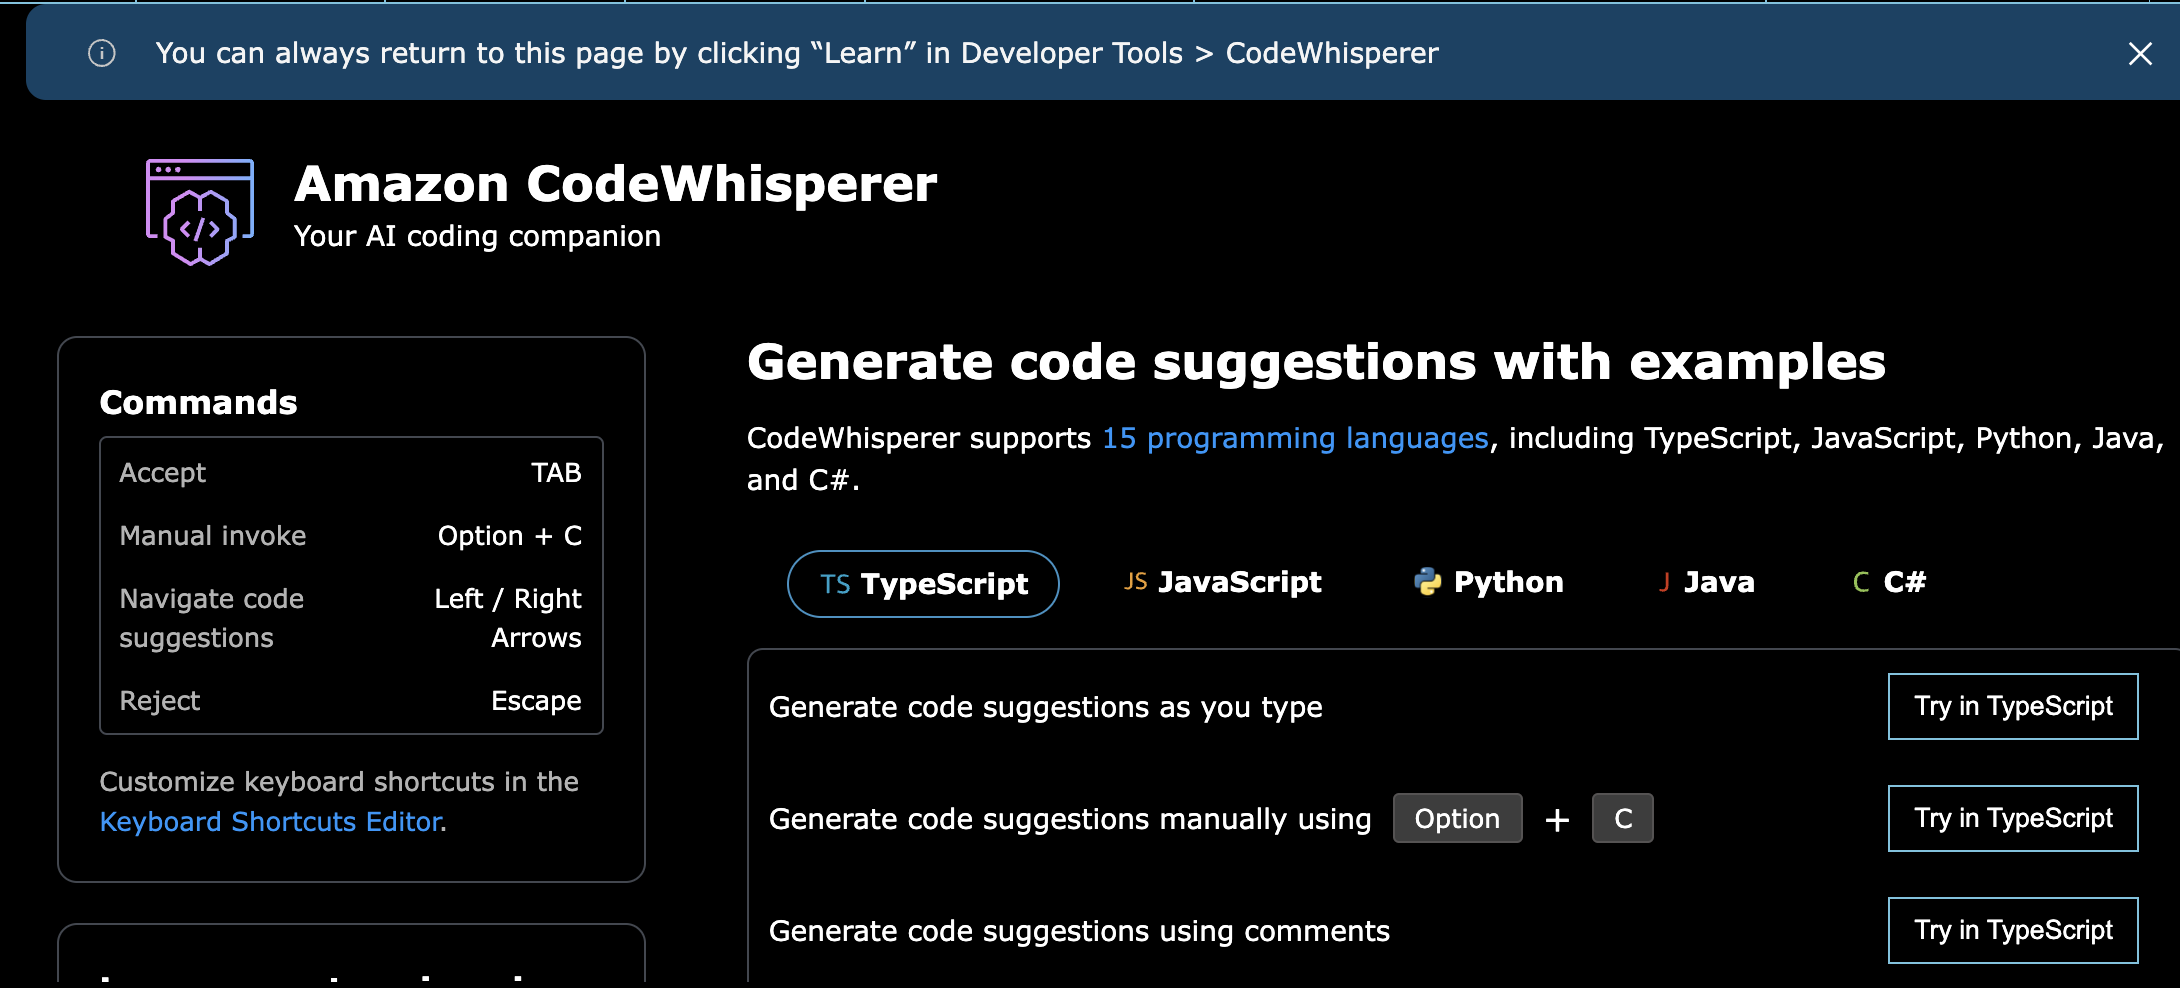 You can always return to this page by clicking “Learn” in Developer Tools > CodeWhisperer
Amazon CodeWhisperer
Your AI coding companion
Commands
Accept TAB
Manual invoke Option + C
Navigate code suggestions Left / Right Arrows
Reject Escape
Customize keyboard shortcuts in the
Keyboard Shortcuts Editor.
Generate code suggestions with examples
CodeWhisperer supports 15 programming languages, including TypeScript, JavaScript, Python, Java,
and C#.
TS TypeScript JS JavaScript Python J Java C C#
Generate code suggestions as you type Try in TypeScript
Generate code suggestions manually using Option + C Try in TypeScript
Generate code suggestions using comments Try in TypeScript